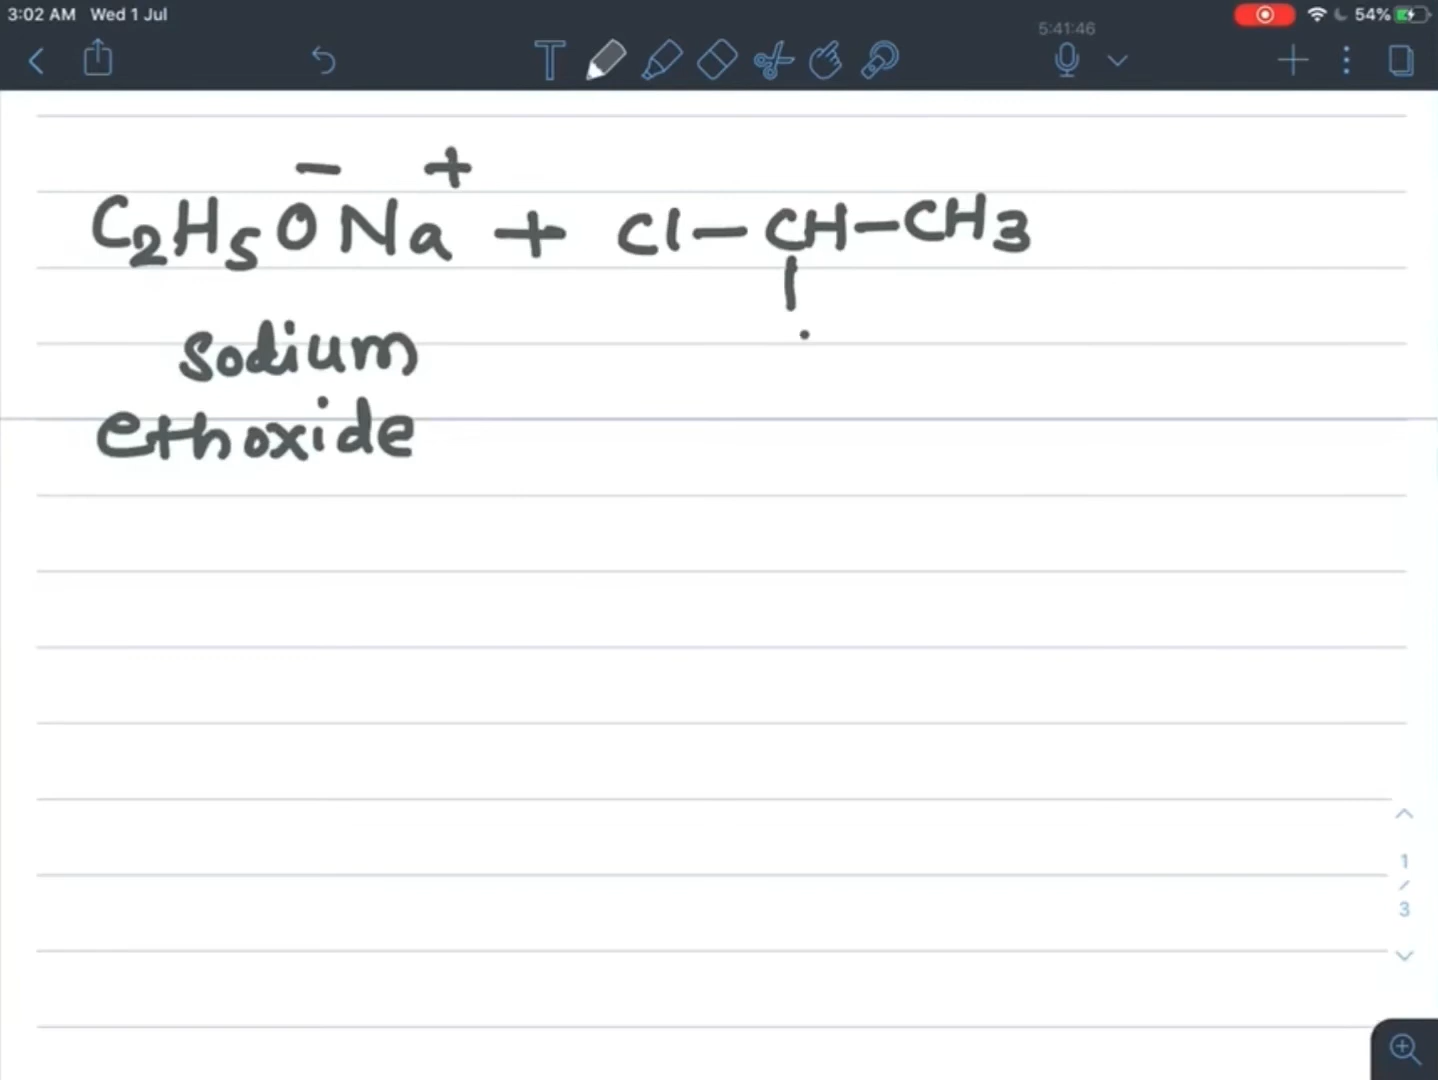 3:02 AM Wed 1 Jul
54%
5:41:46
T
− +
C2H5O Na + Cl−CH−CH3
|
sodium
ethoxide
1
/
3